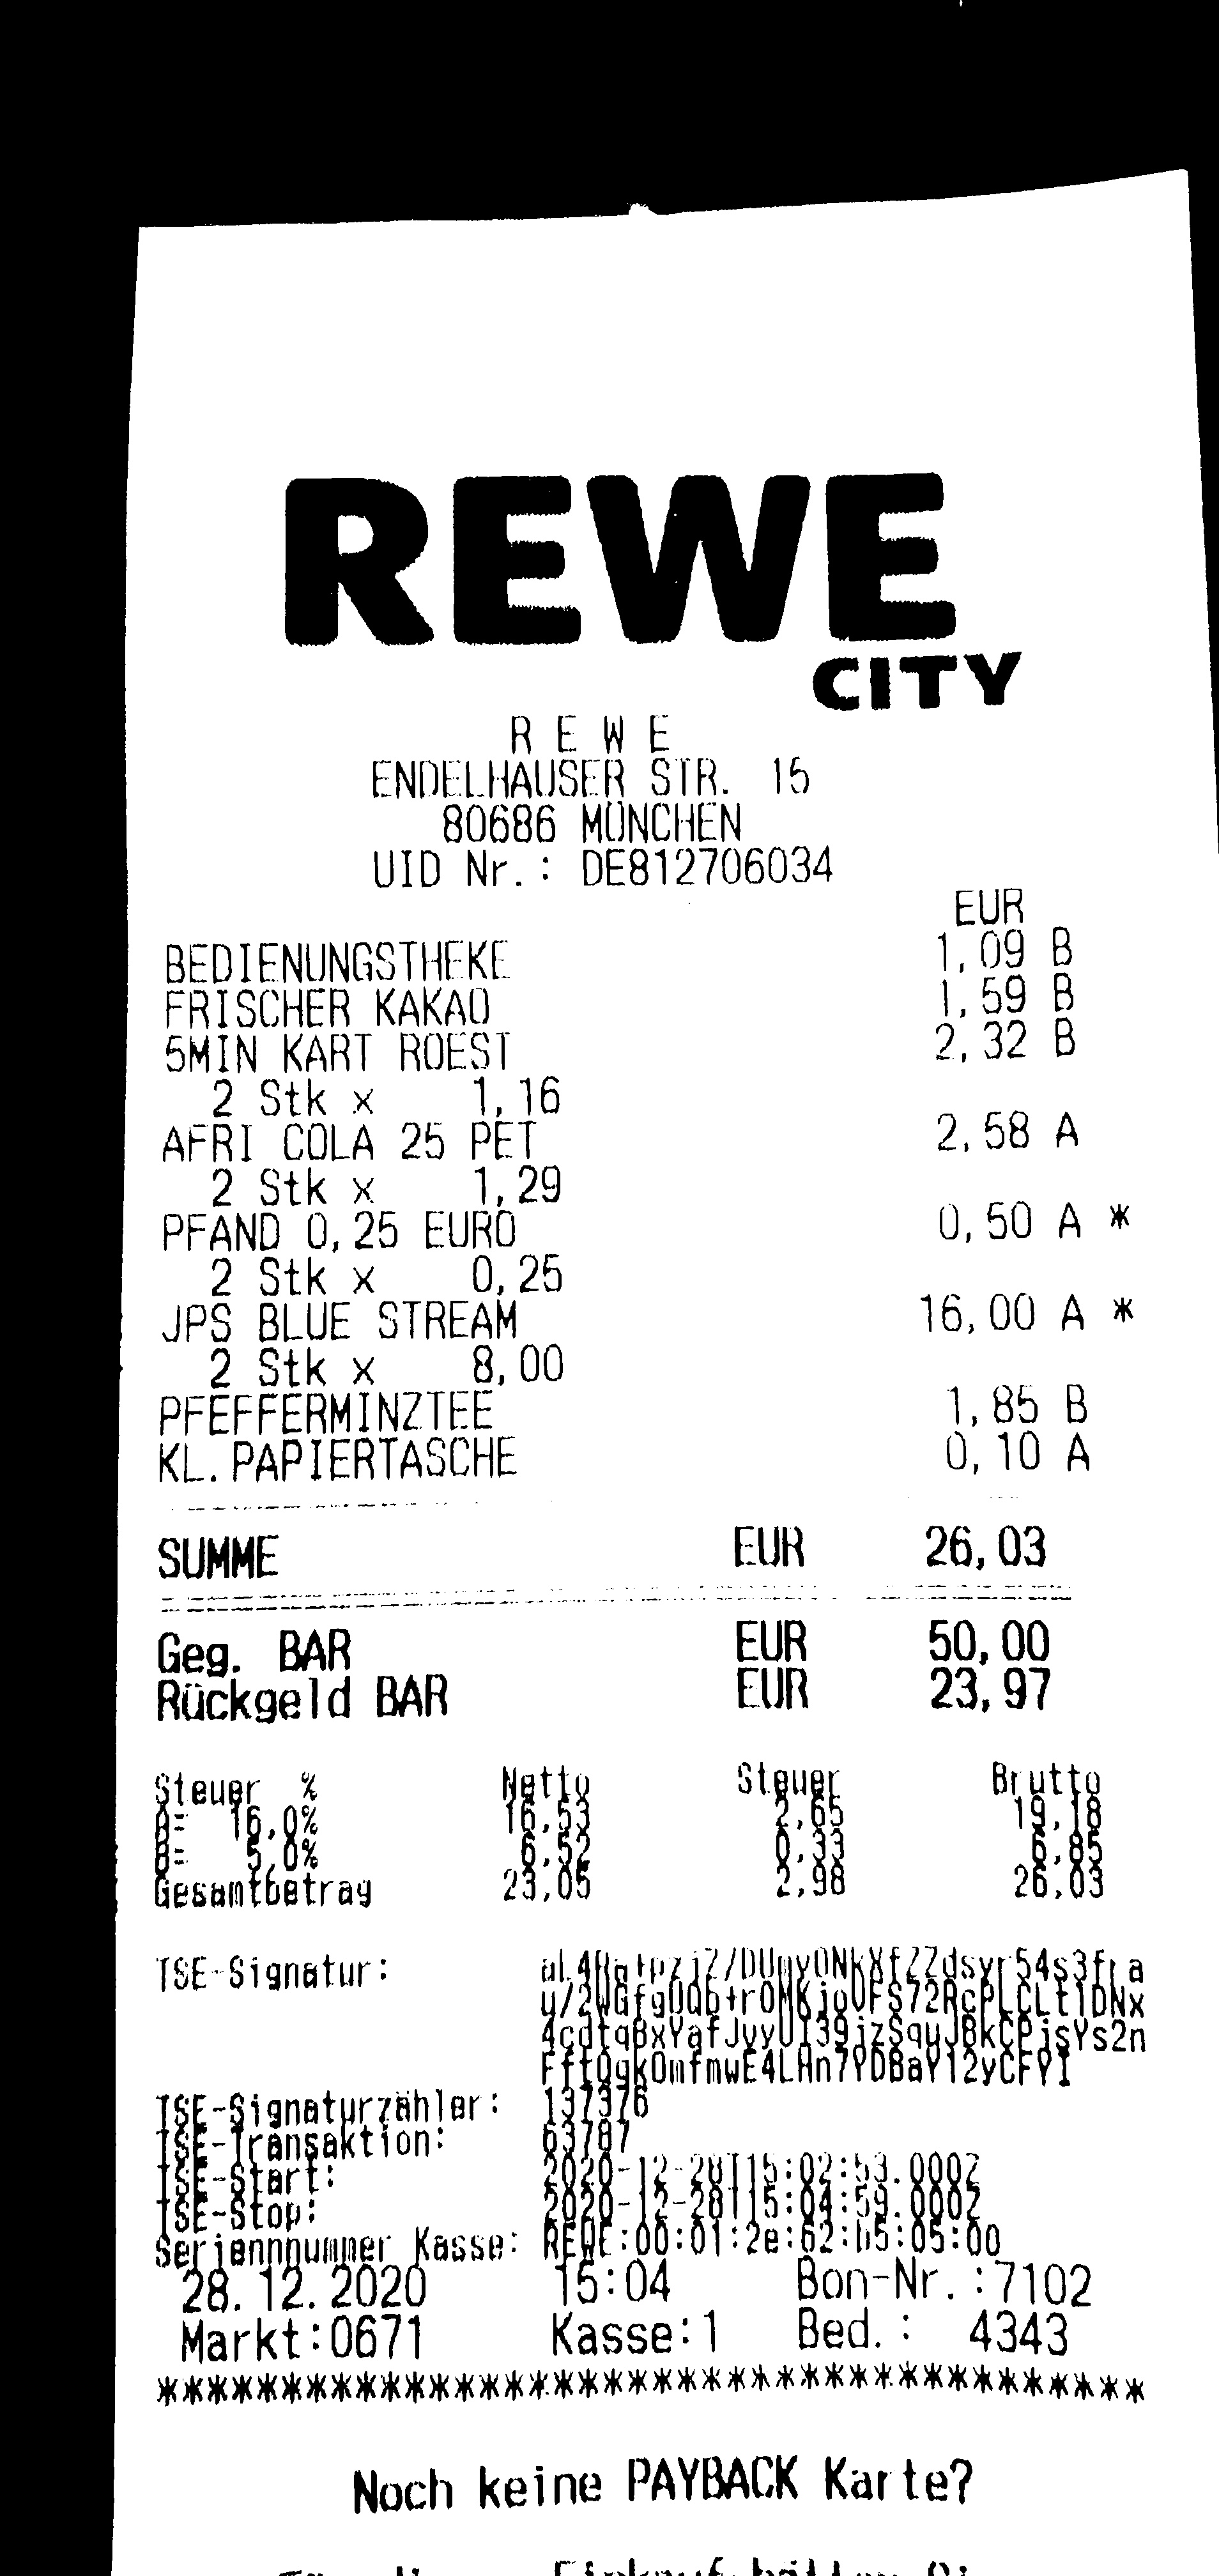 REWE
CITY
R E W E
ENDELHAUSER STR. 15
80686 MÜNCHEN
UID Nr.: DE812706034
EUR
BEDIENUNGSTHEKE 1,09 B
FRISCHER KAKAO 1,59 B
5MIN KART ROEST 2,32 B
2 Stk x 1,16
AFRI COLA 25 PET 2,58 A
2 Stk x 1,29
PFAND 0,25 EURO 0,50 A *
2 Stk x 0,25
JPS BLUE STREAM 16,00 A *
2 Stk x 8,00
PFEFFERMINZTEE 1,85 B
KL.PAPIERTASCHE 0,10 A
SUMME EUR 26,03
Geg. BAR EUR 50,00
Rückgeld BAR EUR 23,97
Steuer % Netto Steuer Brutto
A= 16,0% 16,53 2,65 19,18
B= 5,0% 6,52 0,33 6,85
Gesamtbetrag 23,05 2,98 26,03
TSE-Signatur:
TSE-Signaturzähler: 137376
TSE-Transaktion: 63787
TSE-Start: 2020-12-28T15:02:53.000Z
TSE-Stop: 2020-12-28T15:04:59.000Z
Seriennnummer Kasse: REWE:00:01:2e:62:b5:05:00
28.12.2020 15:04 Bon-Nr.:7102
Markt:0671 Kasse:1 Bed.: 4343
****************************************
Noch keine PAYBACK Karte?